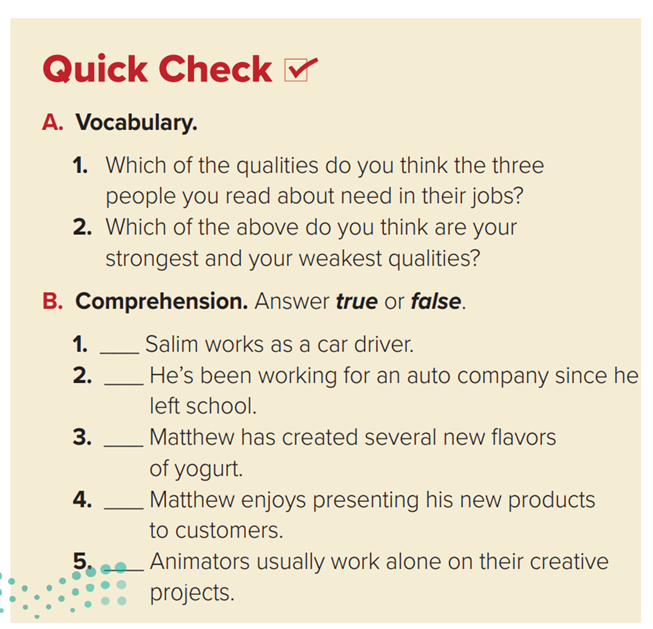 Quick Check
A. Vocabulary.
1. Which of the qualities do you think the three
people you read about need in their jobs?
2. Which of the above do you think are your
strongest and your weakest qualities?
B. Comprehension. Answer true or false.
1. ____ Salim works as a car driver.
2. ____ He's been working for an auto company since he
left school.
3. ____ Matthew has created several new flavors
of yogurt.
4. ____ Matthew enjoys presenting his new products
to customers.
5. ____ Animators usually work alone on their creative
projects.